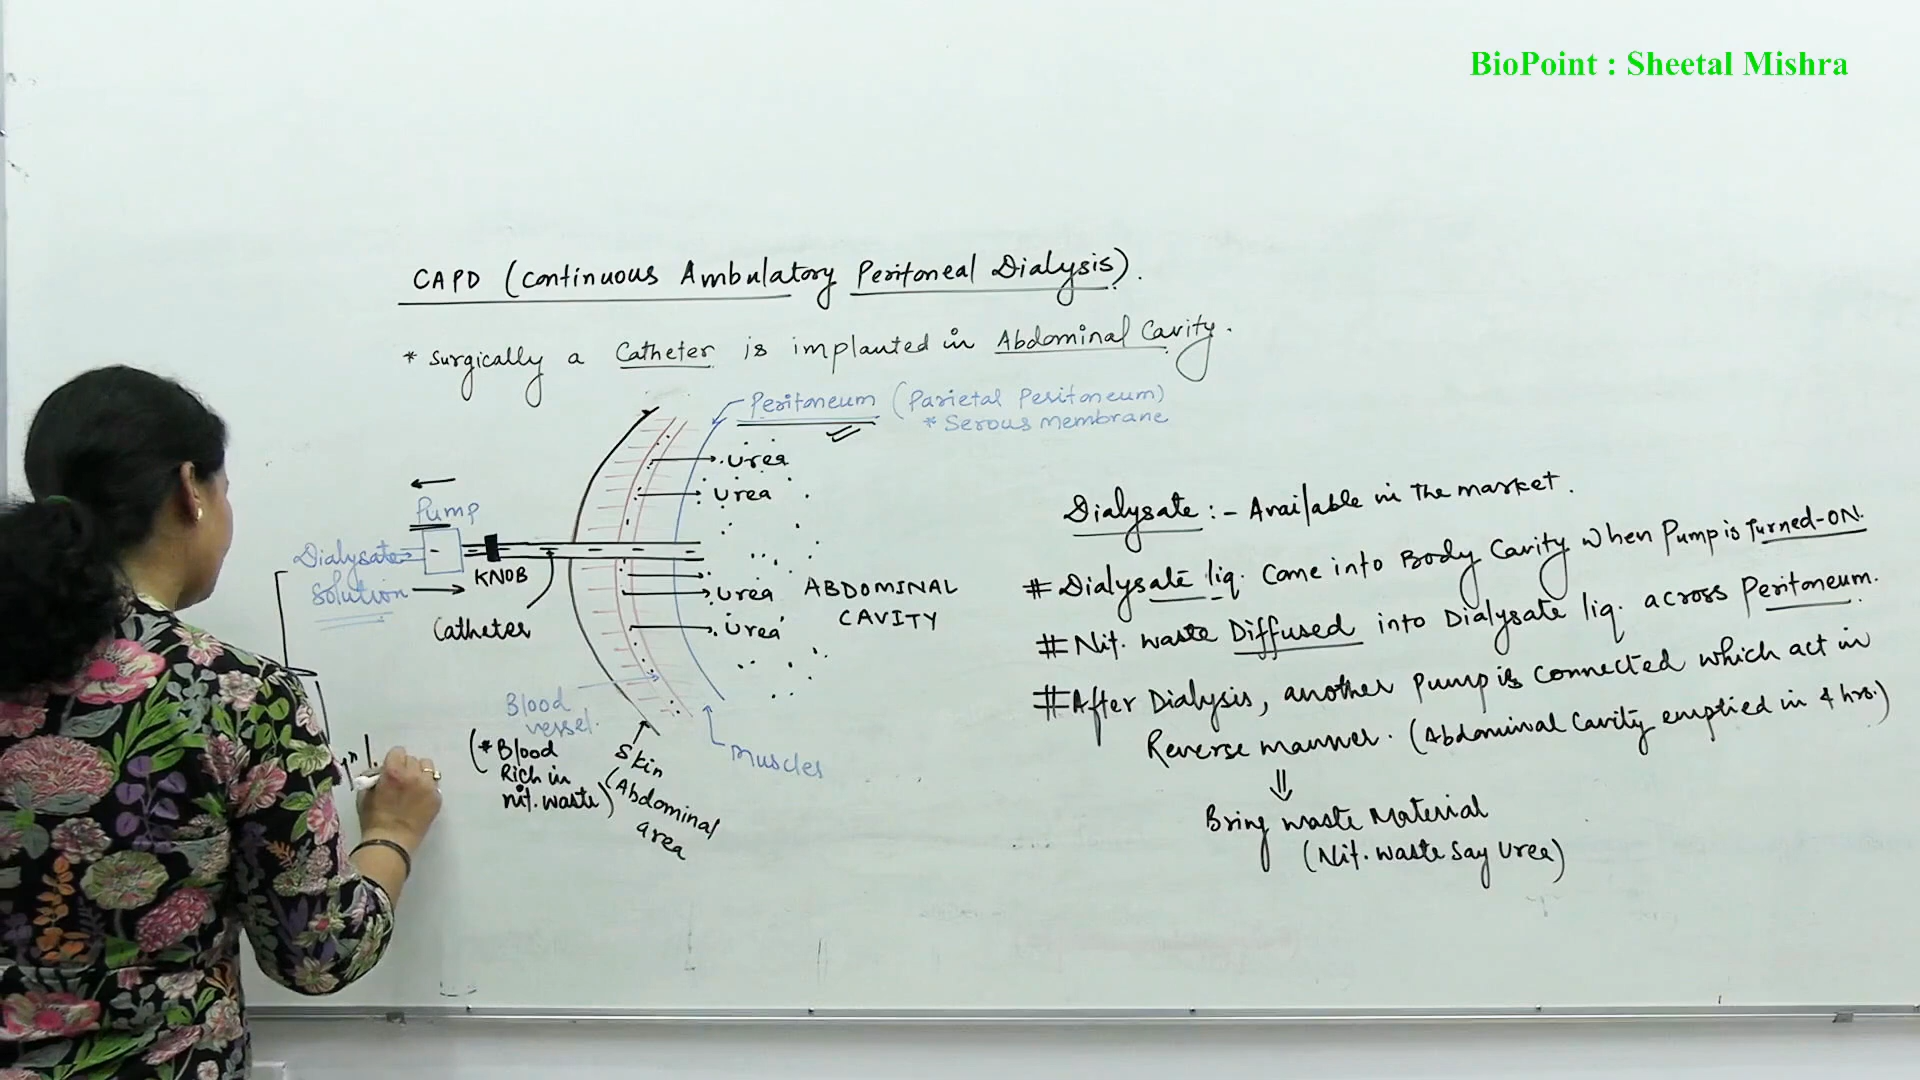 BioPoint : Sheetal Mishra
CAPD (Continuous Ambulatory Peritoneal Dialysis).
* Surgically a Catheter is implanted in Abdominal Cavity.
Peritoneum (Parietal Peritoneum)
* Serous membrane
Urea
Urea
Pump
Dialysate
Solution
KNOB
Catheter
Urea
Urea
ABDOMINAL
CAVITY
Blood
vessel.
(* Blood
Rich in
nit. waste)
Skin
(Abdominal
area
Muscles
Dialysate :- Available in The market.
# Dialysate liq. Come into Body Cavity When Pump is Turned-ON.
# Nit. waste Diffused into Dialysate liq. across Peritoneum.
# After Dialysis, another Pump is connected which act in
Reverse manner. (Abdominal Cavity emptied in 4 hrs.)
⇓
Bring waste Material
(Nit. waste Say Urea)